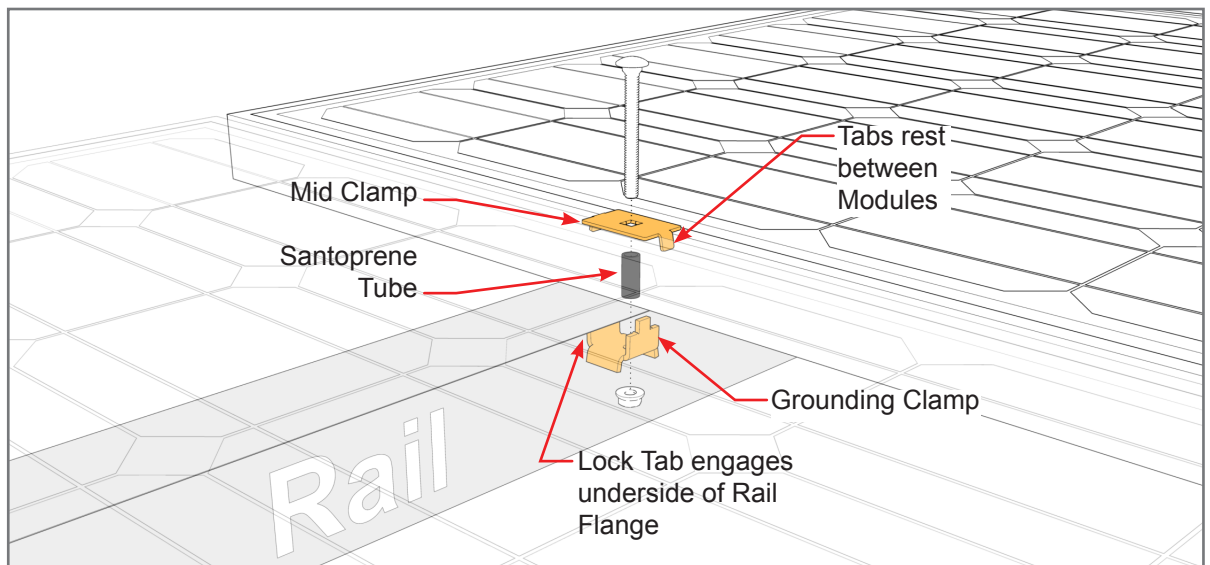 Tabs rest
between
Modules
Mid Clamp
Santoprene
Tube
Grounding Clamp
Lock Tab engages
underside of Rail
Flange
Rail